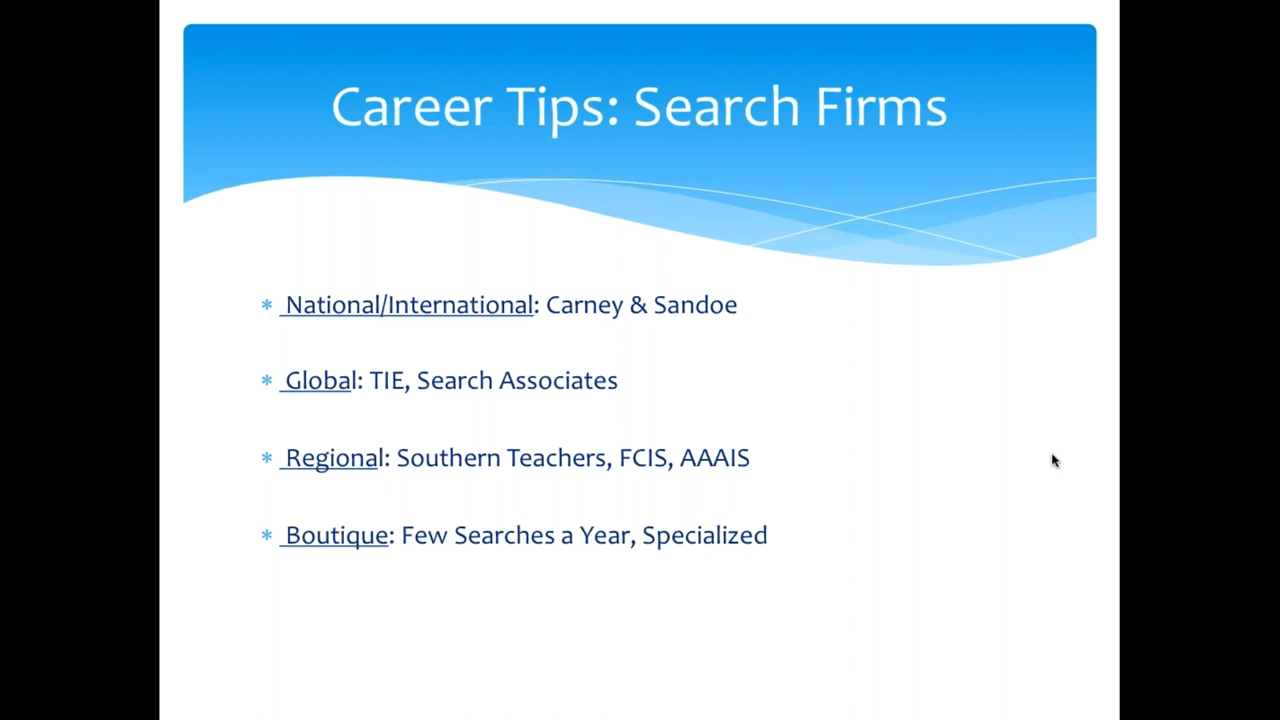 Career Tips: Search Firms
* National/International: Carney & Sandoe
* Global: TIE, Search Associates
* Regional: Southern Teachers, FCIS, AAAIS
* Boutique: Few Searches a Year, Specialized